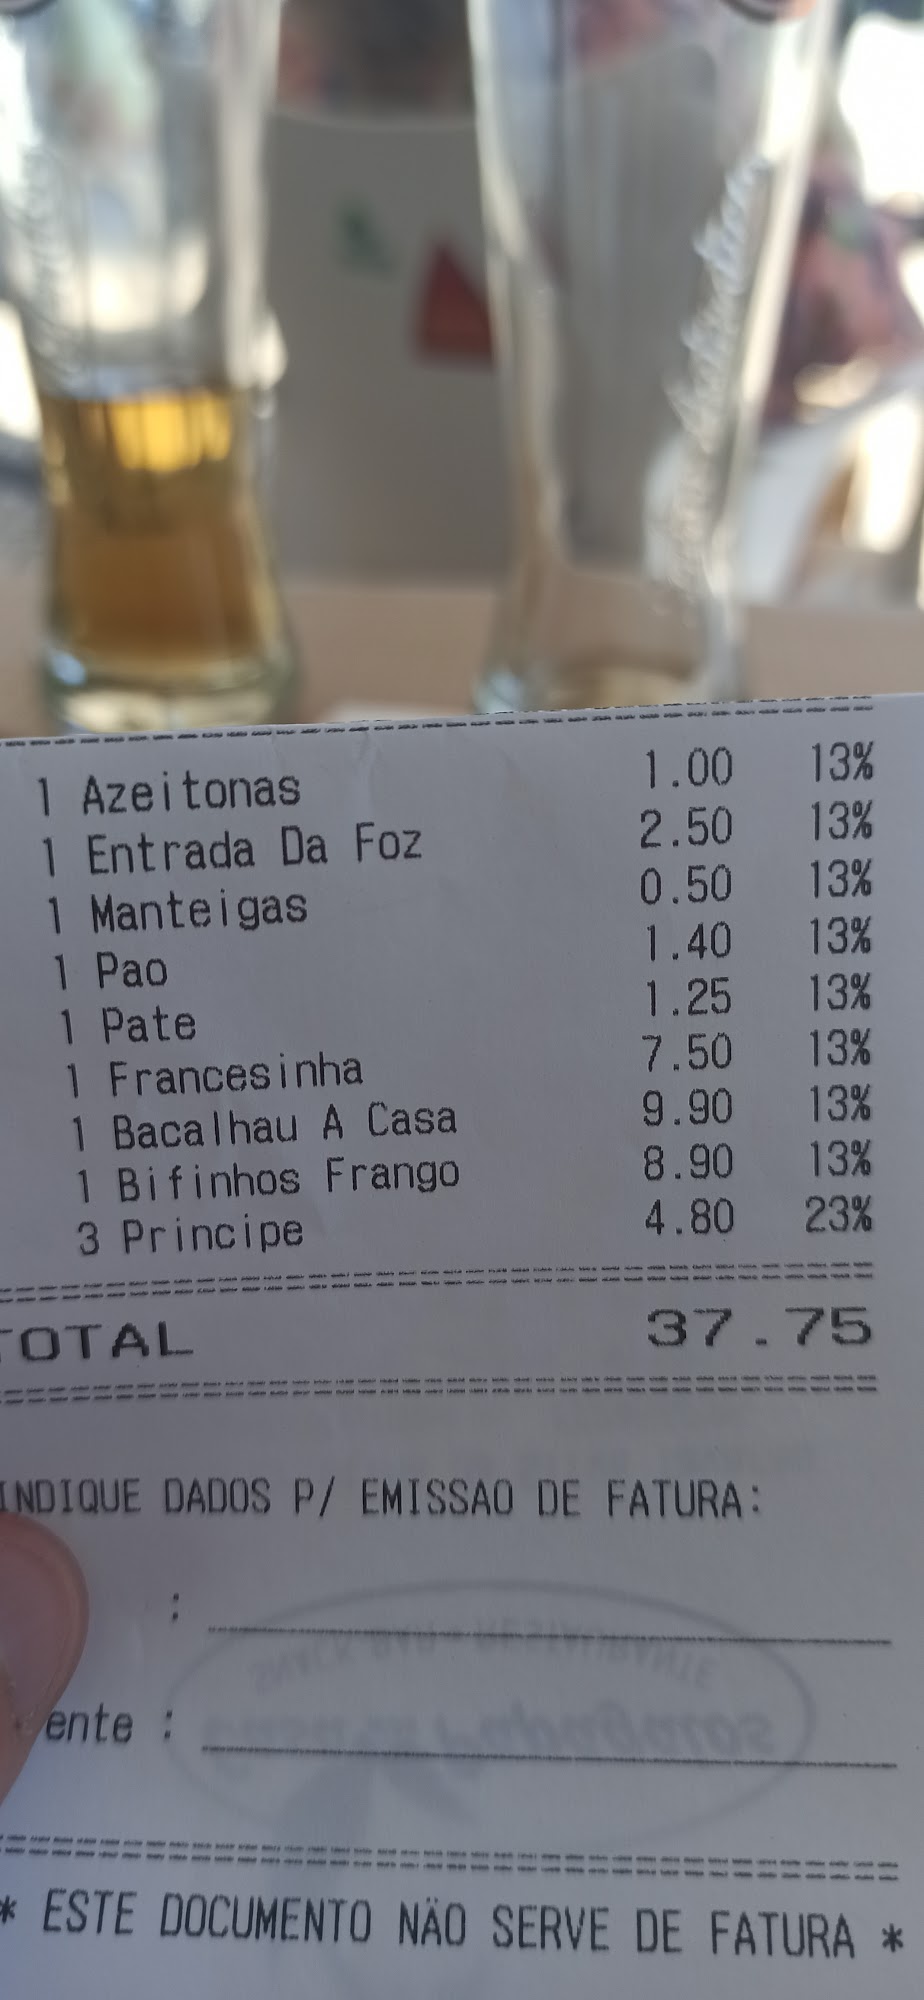 1 Azeitonas 1.00 13%
1 Entrada Da Foz 2.50 13%
1 Manteigas 0.50 13%
1 Pao 1.40 13%
1 Pate 1.25 13%
1 Francesinha 7.50 13%
1 Bacalhau A Casa 9.90 13%
1 Bifinhos Frango 8.90 13%
3 Principe 4.80 23%
TOTAL 37.75
INDIQUE DADOS P/ EMISSAO DE FATURA:
:
ente :
* ESTE DOCUMENTO NÃO SERVE DE FATURA *